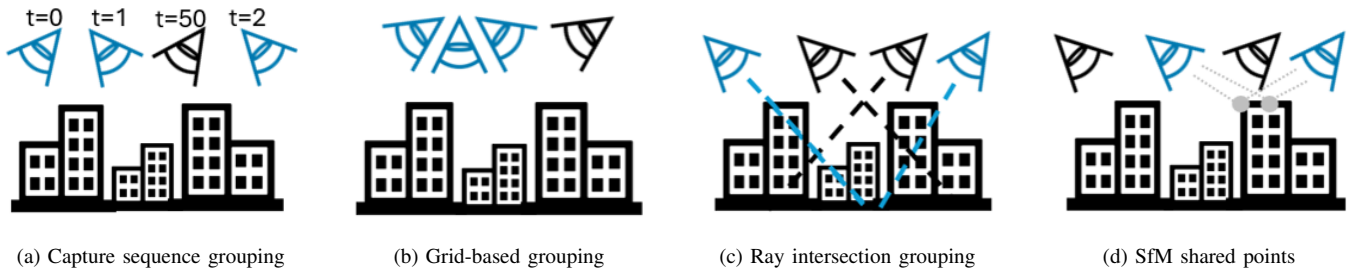 t=0 t=1 t=50 t=2
(a) Capture sequence grouping
(b) Grid-based grouping
(c) Ray intersection grouping
(d) SfM shared points